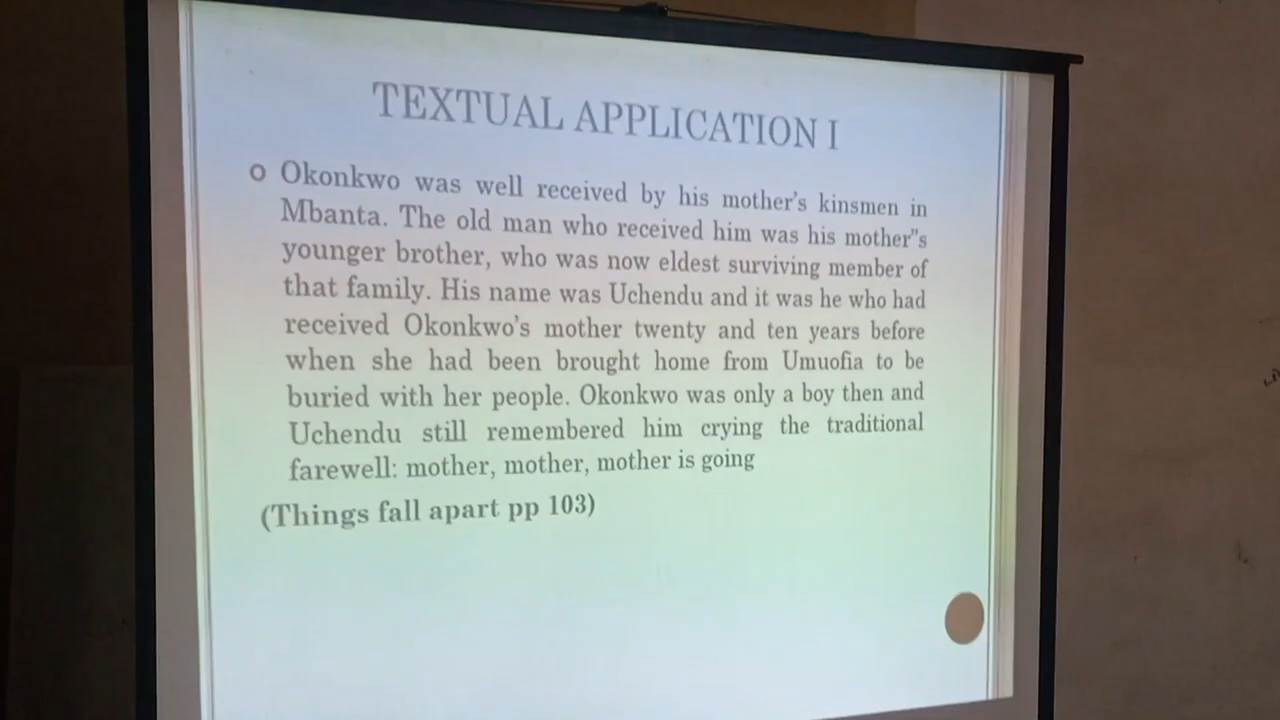 TEXTUAL APPLICATION I
Okonkwo was well received by his mother's kinsmen in
Mbanta. The old man who received him was his mother"s
younger brother, who was now eldest surviving member of
that family. His name was Uchendu and it was he who had
received Okonkwo's mother twenty and ten years before
when she had been brought home from Umuofia to be
buried with her people. Okonkwo was only a boy then and
Uchendu still remembered him crying the traditional
farewell: mother, mother, mother is going
(Things fall apart pp 103)